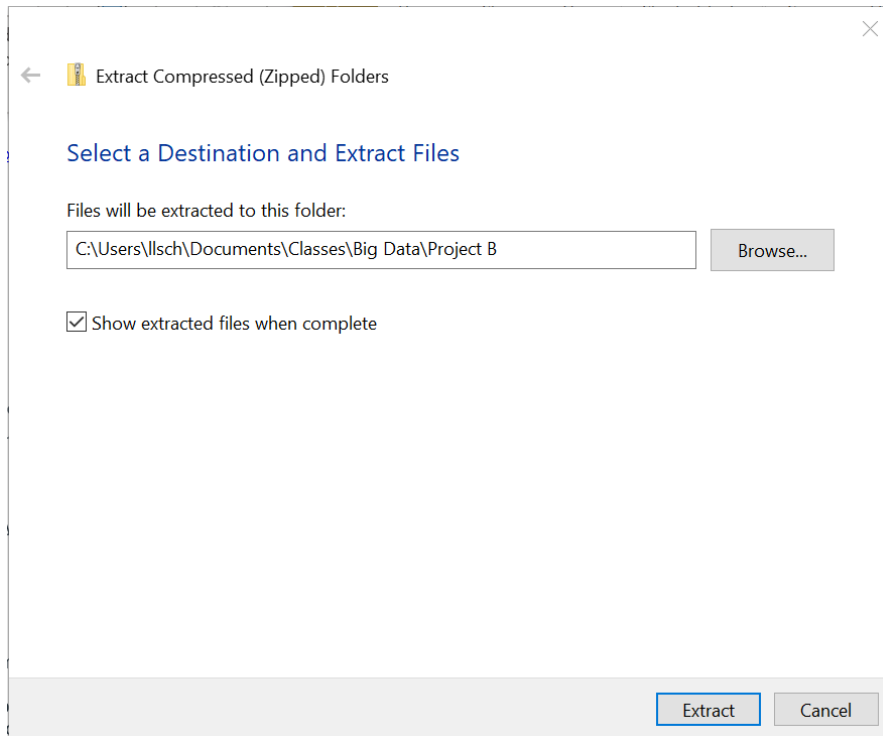 Extract Compressed (Zipped) Folders
Select a Destination and Extract Files
Files will be extracted to this folder:
C:\Users\llsch\Documents\Classes\Big Data\Project B
Browse...
Show extracted files when complete
Extract
Cancel